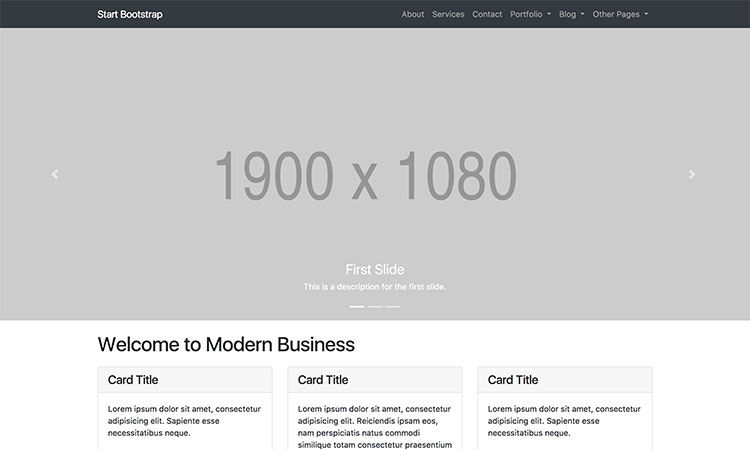 Start Bootstrap About Services Contact Portfolio Blog Other Pages
1900 x 1080
First Slide
This is a description for the first slide.
Welcome to Modern Business
Card Title
Lorem ipsum dolor sit amet, consectetur
adipisicing elit. Sapiente esse
necessitatibus neque.
Card Title
Lorem ipsum dolor sit amet, consectetur
adipisicing elit. Reiciendis ipsam eos,
nam perspiciatis natus commodi
similique totam consectetur praesentium
Card Title
Lorem ipsum dolor sit amet, consectetur
adipisicing elit. Sapiente esse
necessitatibus neque.